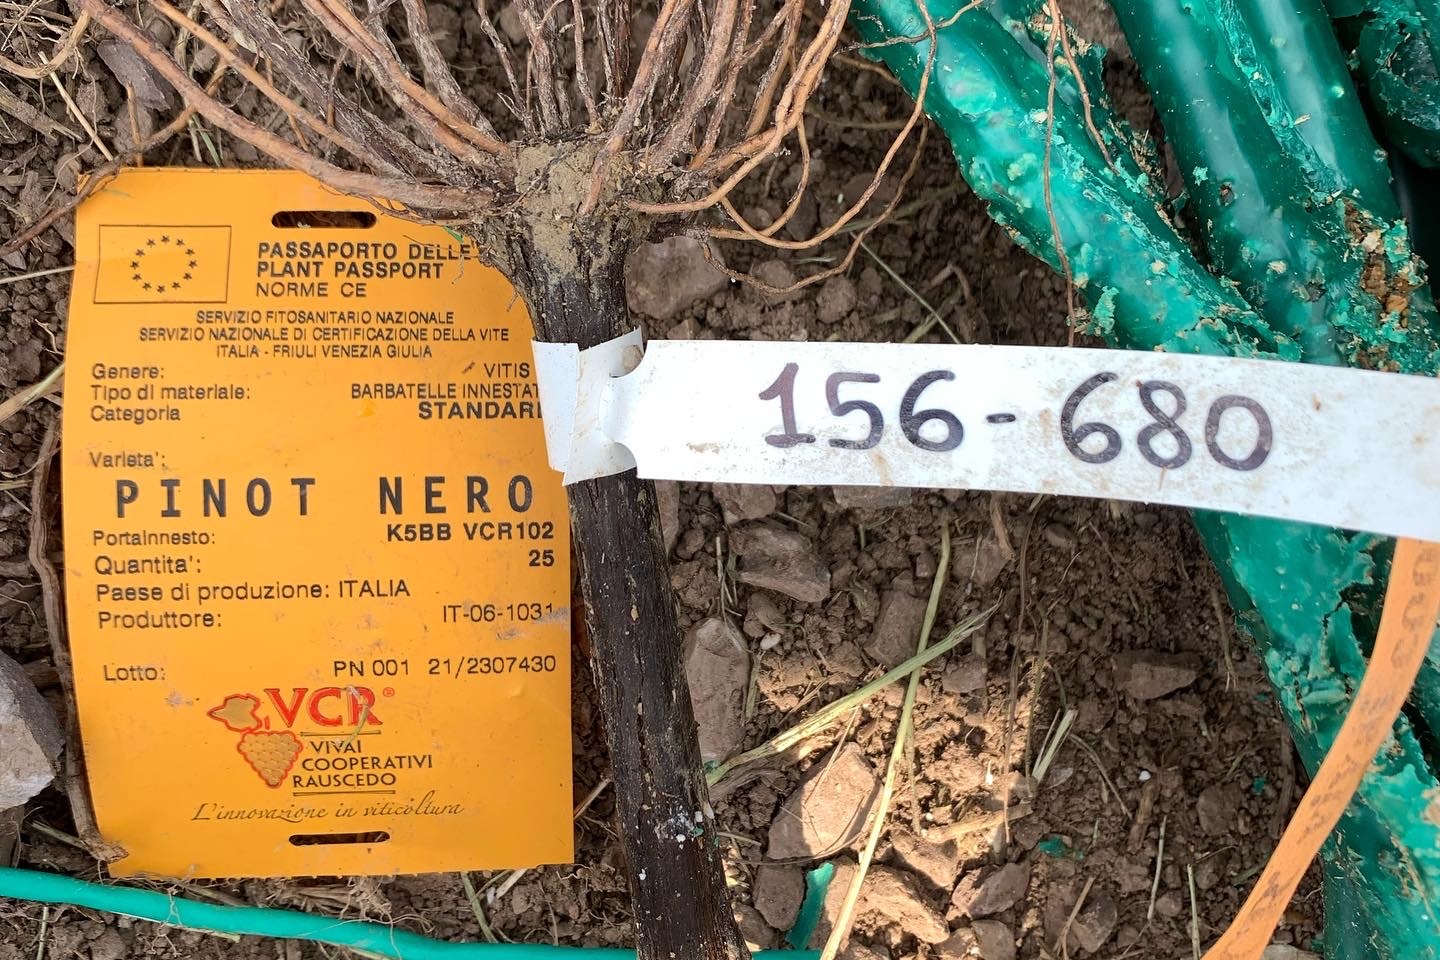 PASSAPORTO DELLE
PLANT PASSPORT
NORME CE
SERVIZIO FITOSANITARIO NAZIONALE
SERVIZIO NAZIONALE DI CERTIFICAZIONE DELLA VITE
ITALIA - FRIULI VENEZIA GIULIA
Genere: VITIS
Tipo di materiale: BARBATELLE INNESTAT
Categoria STANDARD
Varieta':
PINOT NERO
Portainnesto: K5BB VCR102
Quantita': 25
Paese di produzione: ITALIA
Produttore: IT-06-1031
Lotto: PN 001 21/2307430
VCR®
VIVAI
COOPERATIVI
RAUSCEDO
L'innovazione in viticoltura
156-680